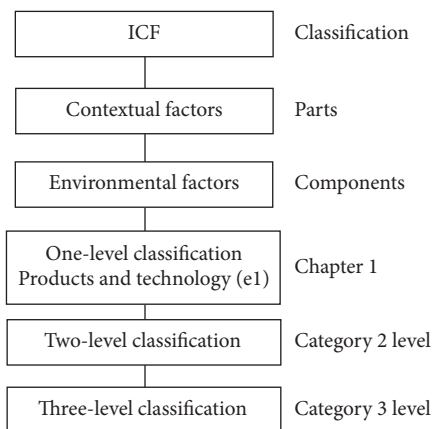 ICF Classification
Contextual factors Parts
Environmental factors Components
One-level classification
Products and technology (e1) Chapter 1
Two-level classification Category 2 level
Three-level classification Category 3 level